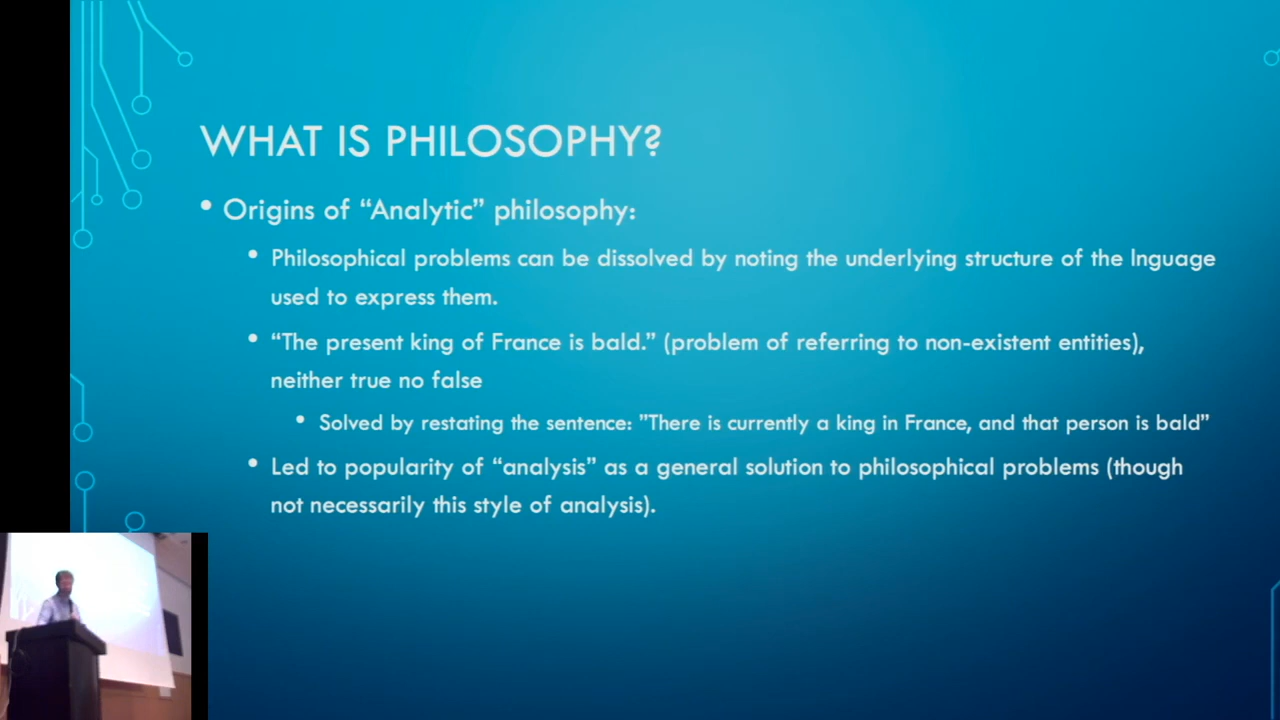 WHAT IS PHILOSOPHY?
• Origins of “Analytic” philosophy:
• Philosophical problems can be dissolved by noting the underlying structure of the lnguage
used to express them.
• “The present king of France is bald.” (problem of referring to non-existent entities),
neither true no false
• Solved by restating the sentence: "There is currently a king in France, and that person is bald”
• Led to popularity of “analysis” as a general solution to philosophical problems (though
not necessarily this style of analysis).